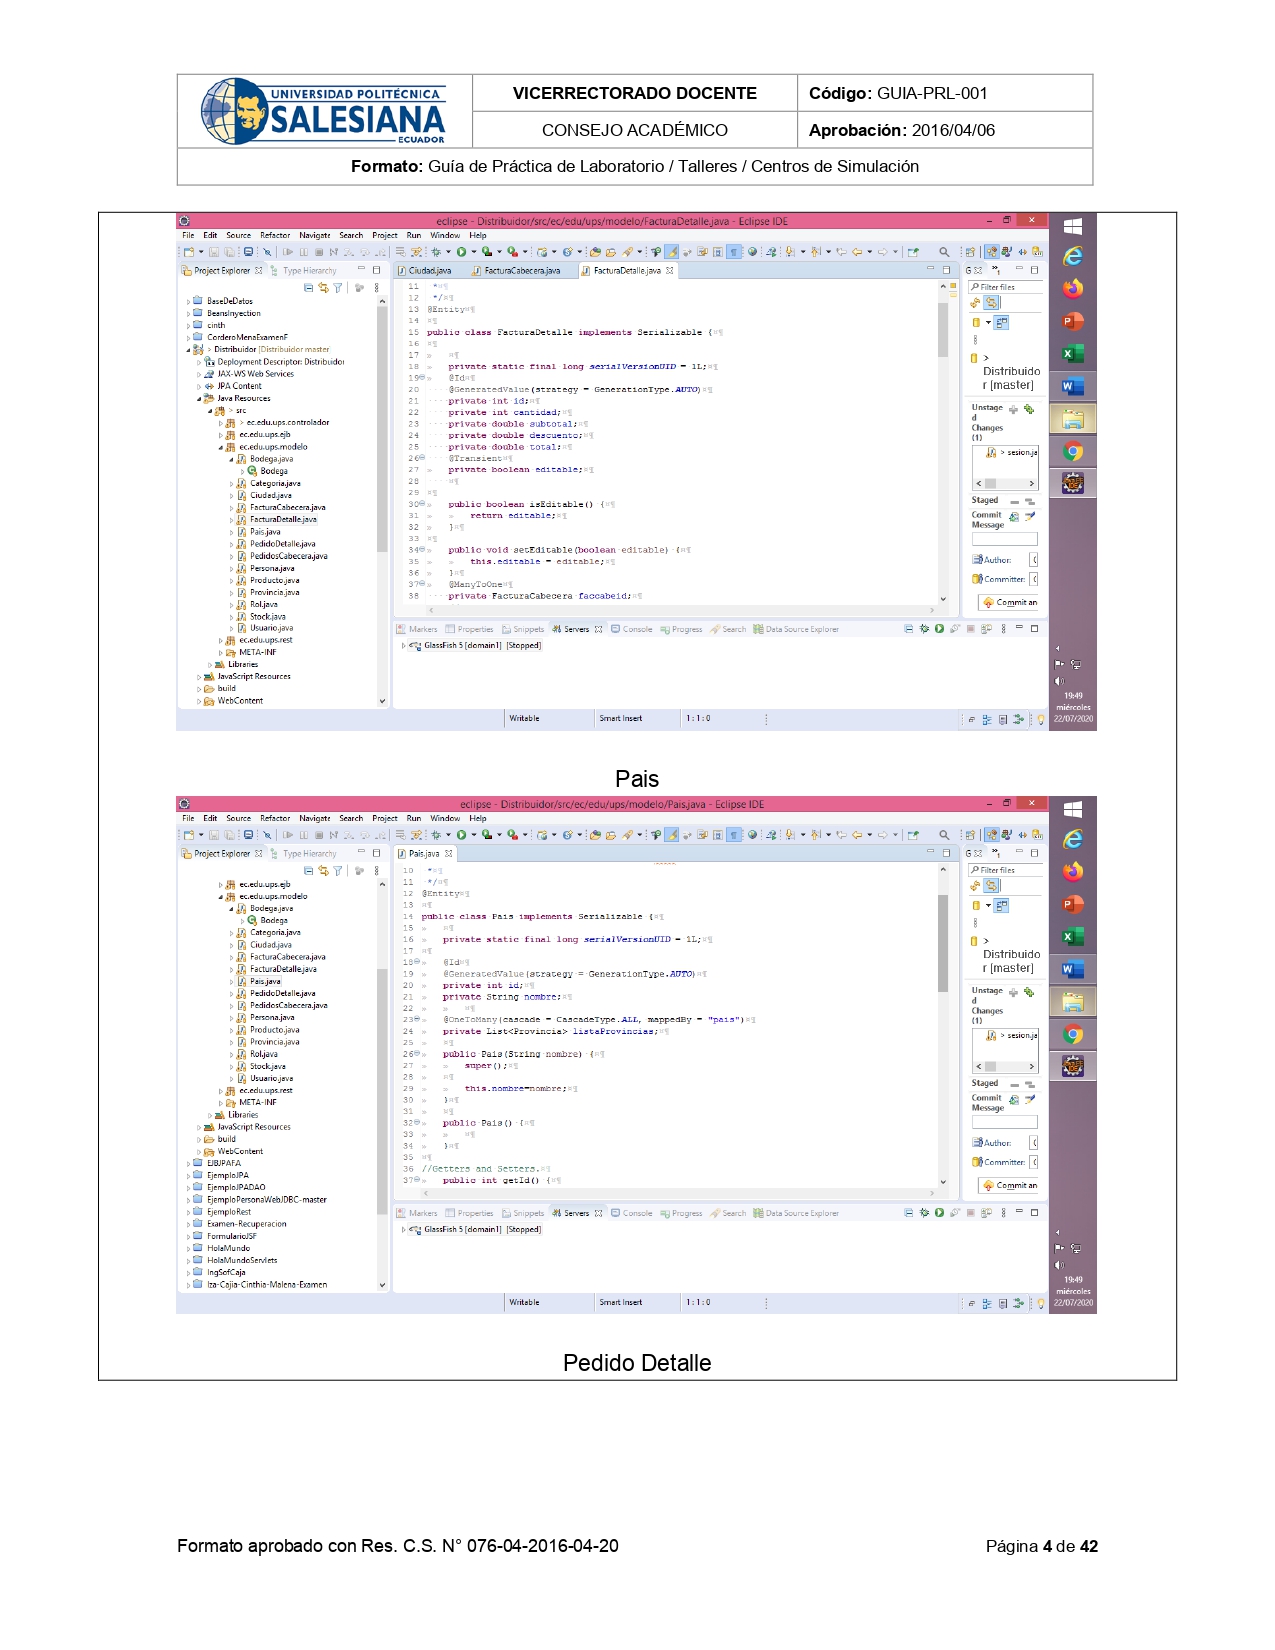 UNIVERSIDAD POLITÉCNICA
SALESIANA
ECUADOR
VICERRECTORADO DOCENTE
Código: GUIA-PRL-001
CONSEJO ACADÉMICO
Aprobación: 2016/04/06
Formato: Guía de Práctica de Laboratorio / Talleres / Centros de Simulación
eclipse - Distribuidor/src/ec/edu/ups/modelo/FacturaDetalle.java - Eclipse IDE
File Edit Source Refactor Navigate Search Project Run Window Help
Project Explorer Type Hierarchy
BaseDeDatos
BeansInyection
cinth
CorderoMenaExamenF
> Distribuidor [Distribuidor master
Deployment Descriptor: Distribuidor
JAX-WS Web Services
JPA Content
Java Resources
> src
> ec.edu.ups.controlador
ec.edu.ups.ejb
ec.edu.ups.modelo
Bodega.java
Bodega
Categoria.java
Ciudad.java
FacturaCabecera.java
FacturaDetalle.java
Pais.java
PedidoDetalle.java
PedidosCabecera.java
Persona.java
Producto.java
Provincia.java
Rol.java
Stock.java
Usuario.java
ec.edu.ups.rest
META-INF
Libraries
JavaScript Resources
build
WebContent
Ciudad.java FacturaCabecera.java FacturaDetalle.java
11 *
12 */
13 @Entity
14
15 public class FacturaDetalle implements Serializable {
16
17
18 private static final long serialVersionUID = 1L;
19 @Id
20 @GeneratedValue(strategy = GenerationType.AUTO)
21 private int id;
22 private int cantidad;
23 private double subtotal;
24 private double descuento;
25 private double total;
26 @Transient
27 private boolean editable;
28
29
30 public boolean isEditable() {
31 return editable;
32 }
33
34 public void setEditable(boolean editable) {
35 this.editable = editable;
36 }
37 @ManyToOne
38 private FacturaCabecera faccabeid;
Markers Properties Snippets Servers Console Progress Search Data Source Explorer
GlassFish 5 [domain1] [Stopped]
Writable Smart Insert 1 : 1 : 0
Filter files
>
Distribuido
r [master]
Unstage
d
Changes
(1)
> sesion.ja
Staged
Commit
Message
Author:
Committer:
Commit an
19:49
miércoles
22/07/2020
Pais
eclipse - Distribuidor/src/ec/edu/ups/modelo/Pais.java - Eclipse IDE
File Edit Source Refactor Navigate Search Project Run Window Help
Project Explorer Type Hierarchy
ec.edu.ups.ejb
ec.edu.ups.modelo
Bodega.java
Bodega
Categoria.java
Ciudad.java
FacturaCabecera.java
FacturaDetalle.java
Pais.java
PedidoDetalle.java
PedidosCabecera.java
Persona.java
Producto.java
Provincia.java
Rol.java
Stock.java
Usuario.java
ec.edu.ups.rest
META-INF
Libraries
JavaScript Resources
build
WebContent
EJBJPAFA
EjemploJPA
EjemploJPADAO
EjemploPersonaWebJDBC-master
EjemploRest
Examen-Recuperacion
FormularioJSF
HolaMundo
HolaMundoServlets
IngSofCaja
Iza-Cajia-Cinthia-Malena-Examen
Pais.java
10 *
11 */
12 @Entity
13
14 public class Pais implements Serializable {
15
16 private static final long serialVersionUID = 1L;
17
18 @Id
19 @GeneratedValue(strategy = GenerationType.AUTO)
20 private int id;
21 private String nombre;
22
23 @OneToMany(cascade = CascadeType.ALL, mappedBy = "pais")
24 private List<Provincia> listaProvincias;
25
26 public Pais(String nombre) {
27 super();
28
29 this.nombre=nombre;
30 }
31
32 public Pais() {
33
34 }
35
36 //Getters and Setters.
37 public int getId() {
Markers Properties Snippets Servers Console Progress Search Data Source Explorer
GlassFish 5 [domain1] [Stopped]
Writable Smart Insert 1 : 1 : 0
Filter files
>
Distribuido
r [master]
Unstage
d
Changes
(1)
> sesion.ja
Staged
Commit
Message
Author:
Committer:
Commit an
19:49
miércoles
22/07/2020
Pedido Detalle
Formato aprobado con Res. C.S. N° 076-04-2016-04-20
Página 4 de 42